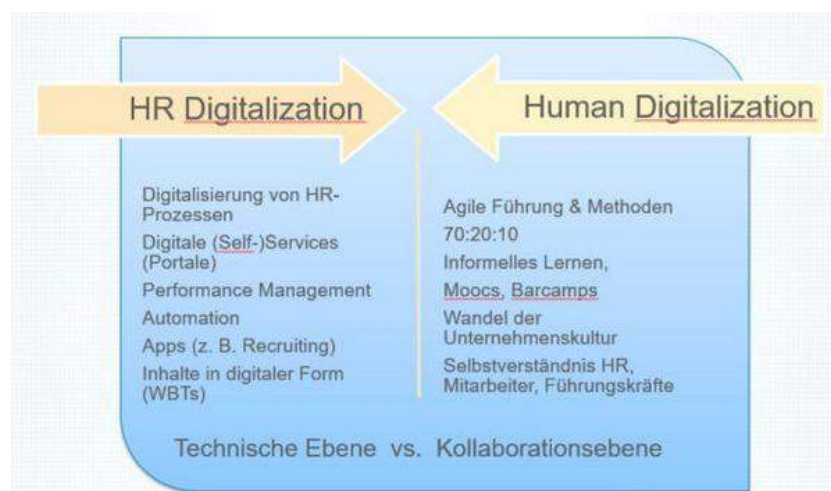 HR Digitalization
Human Digitalization
Digitalisierung von HR-
Prozessen
Digitale (Self-)Services
(Portale)
Performance Management
Automation
Apps (z. B. Recruiting)
Inhalte in digitaler Form
(WBTs)
Agile Führung & Methoden
70:20:10
Informelles Lernen,
Moocs, Barcamps
Wandel der
Unternehmenskultur
Selbstverständnis HR,
Mitarbeiter, Führungskräfte
Technische Ebene vs. Kollaborationsebene